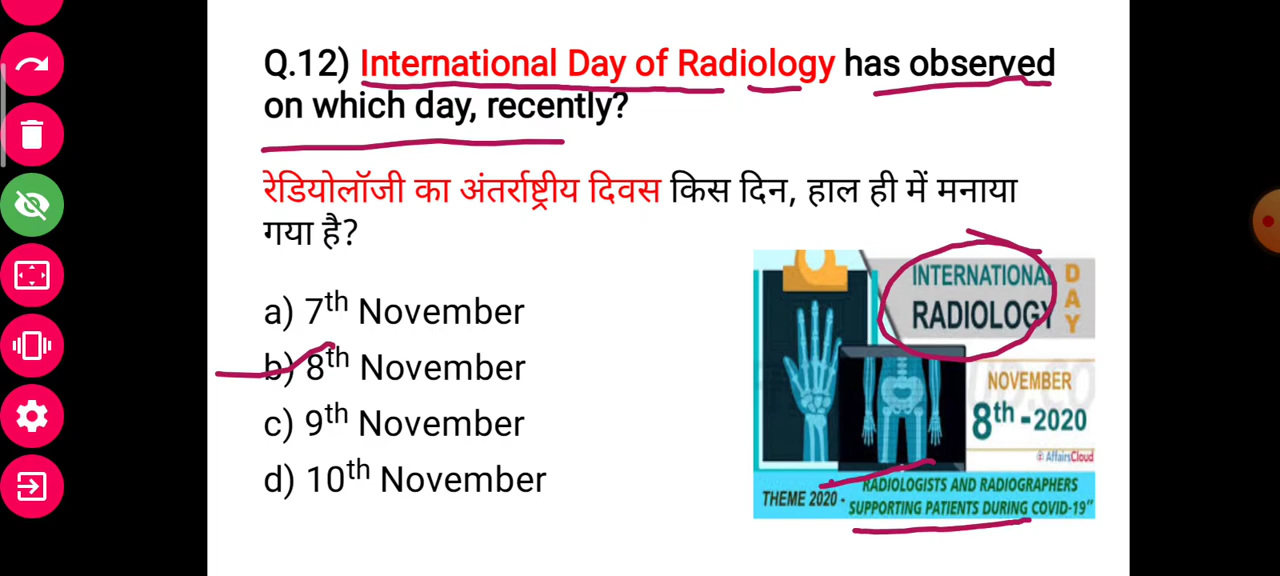 Q.12) International Day of Radiology has observed
on which day, recently?
रेडियोलॉजी का अंतर्राष्ट्रीय दिवस किस दिन, हाल ही में मनाया
गया है?
a) 7th November
b) 8th November
c) 9th November
d) 10th November
INTERNATIONAL
RADIOLOGY
DAY
NOVEMBER
8th - 2020
AffairsCloud
THEME 2020 - "RADIOLOGISTS AND RADIOGRAPHERS
SUPPORTING PATIENTS DURING COVID-19"